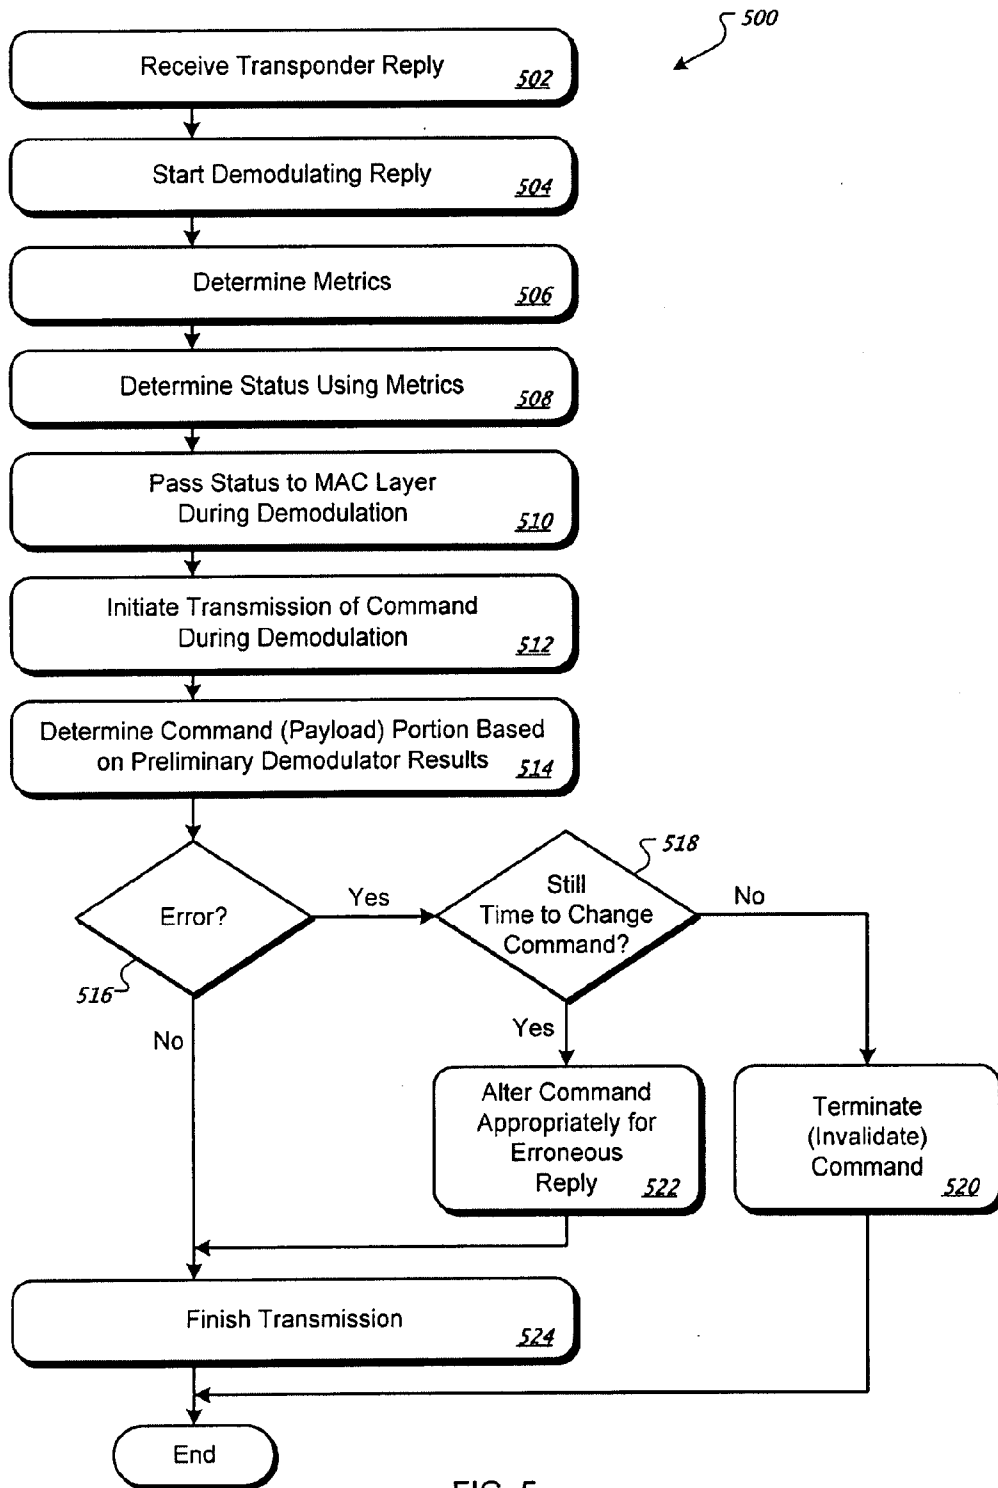 500
Receive Transponder Reply
502
Start Demodulating Reply
504
Determine Metrics
506
Determine Status Using Metrics
508
Pass Status to MAC Layer
During Demodulation
510
Initiate Transmission of Command
During Demodulation
512
Determine Command (Payload) Portion Based
on Preliminary Demodulator Results
514
Error?
516
Yes
No
Still
Time to Change
Command?
518
No
Yes
Alter Command
Appropriately for
Erroneous
Reply
522
Terminate
(Invalidate)
Command
520
Finish Transmission
524
End
FIG. 5